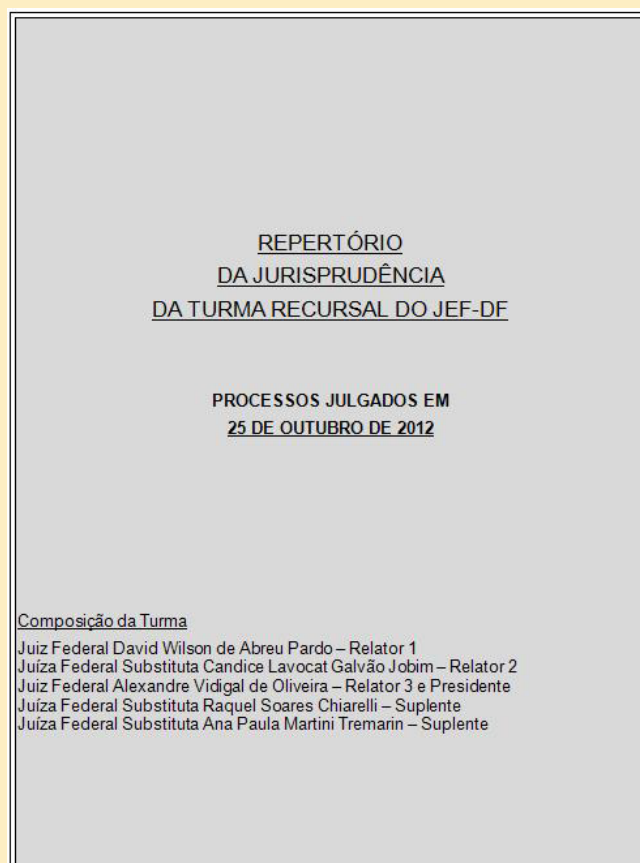 REPERTÓRIO
DA JURISPRUDÊNCIA
DA TURMA RECURSAL DO JEF-DF
PROCESSOS JULGADOS EM
25 DE OUTUBRO DE 2012
Composição da Turma
Juiz Federal David Wilson de Abreu Pardo – Relator 1
Juíza Federal Substituta Candice Lavocat Galvão Jobim – Relator 2
Juiz Federal Alexandre Vidigal de Oliveira – Relator 3 e Presidente
Juíza Federal Substituta Raquel Soares Chiarelli – Suplente
Juíza Federal Substituta Ana Paula Martini Tremarin – Suplente